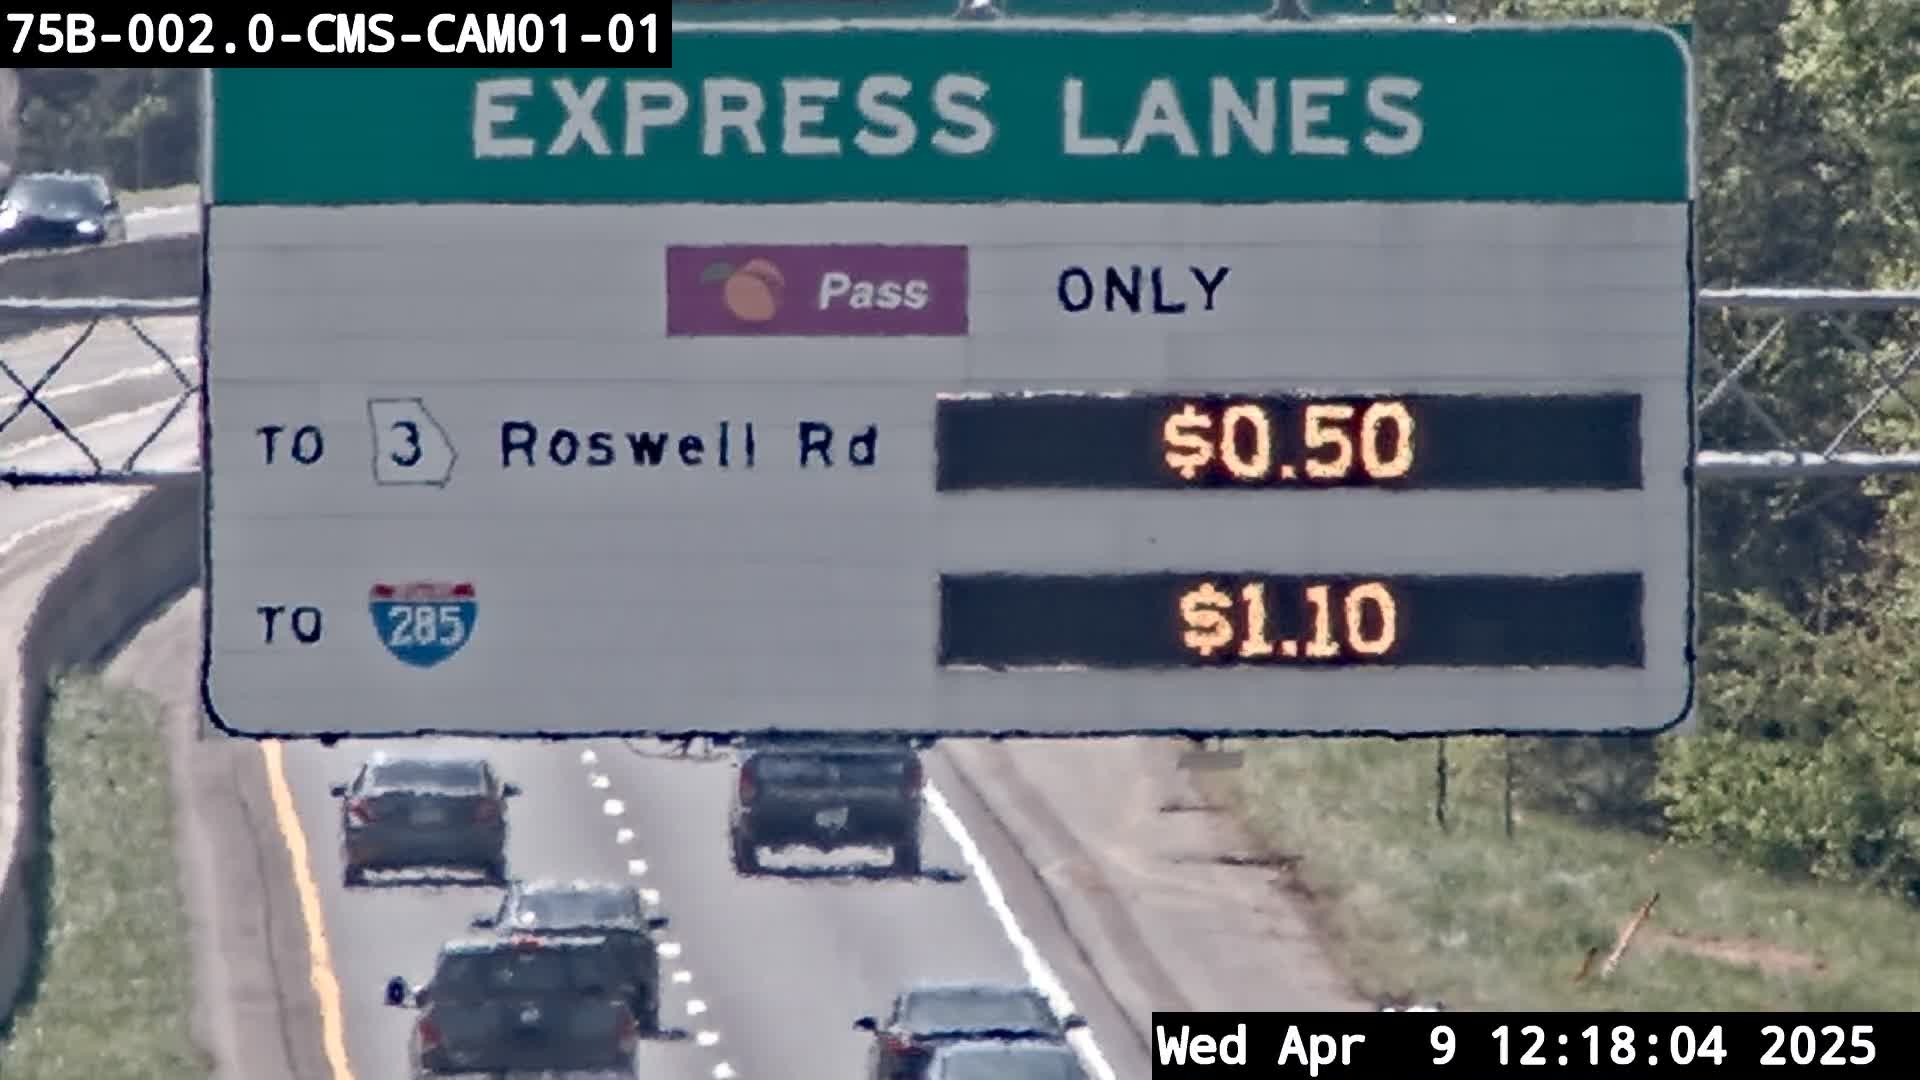 75B-002.0-CMS-CAM01-01
EXPRESS LANES
Pass ONLY
TO 3 Roswell Rd $0.50
TO 285 $1.10
Wed Apr 9 12:18:04 2025